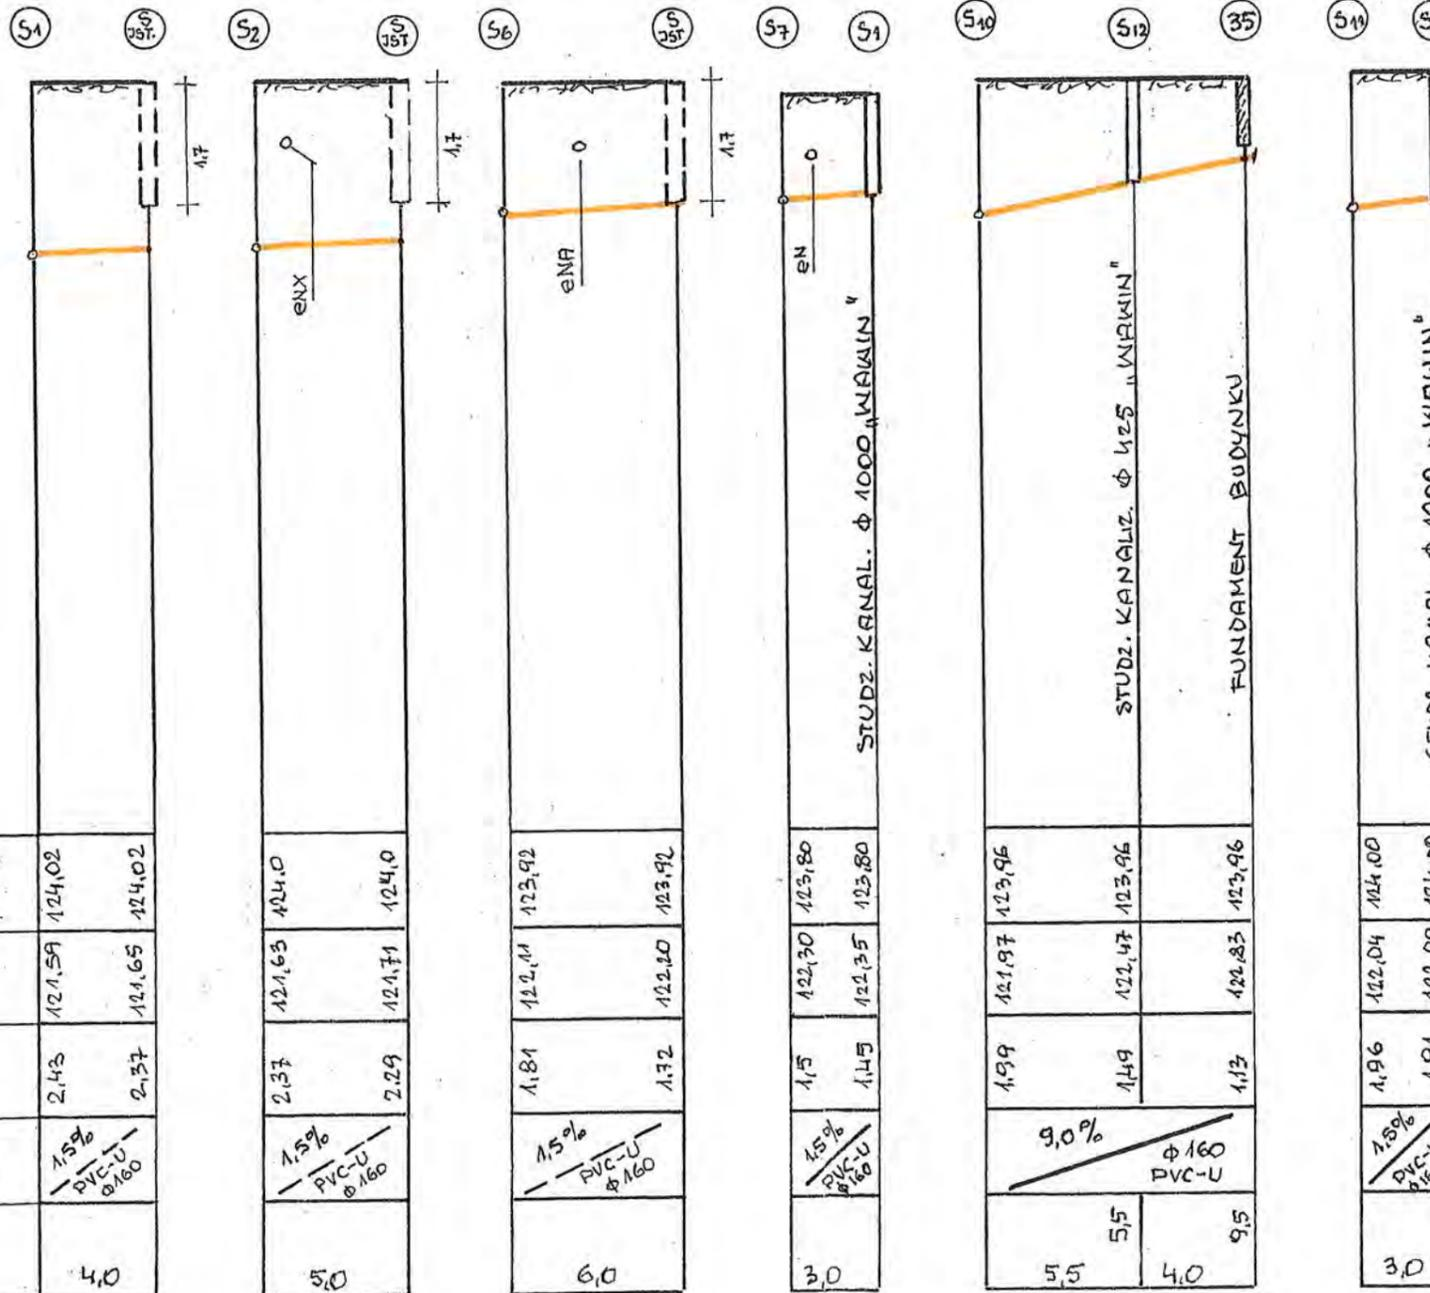 S1
S JST.
S2
S JST
S6
S JST
S7
S1
S10
S12
35
1,7
1,7
1,7
eNX
eNA
eN
STUDZ. KANAL. ϕ 1000 „WAWIN”
STUDZ. KANALIZ. ϕ 425 „WAWIN”
FUNDAMENT BUDYNKU
124,02 124,02
124,0 124,0
123,92 123,92
123,80 123,80
123,96 123,96 123,96
124,00
121,59 121,65
121,63 121,71
122,11 122,20
122,30 122,35
121,97 122,47 122,83
122,04
2,43 2,37
2,37 2,29
1,81 1,72
1,5 1,45
1,99 1,49 1,13
1,96
1,5%
PVC-U
ϕ160
1,5%
PVC-U
ϕ160
1,5%
PVC-U
ϕ160
1,5%
PVC-U
ϕ160
9,0%
ϕ160
PVC-U
1,5%
4,0
5,0
6,0
3,0
5,5 9,5
5,5 4,0
3,0